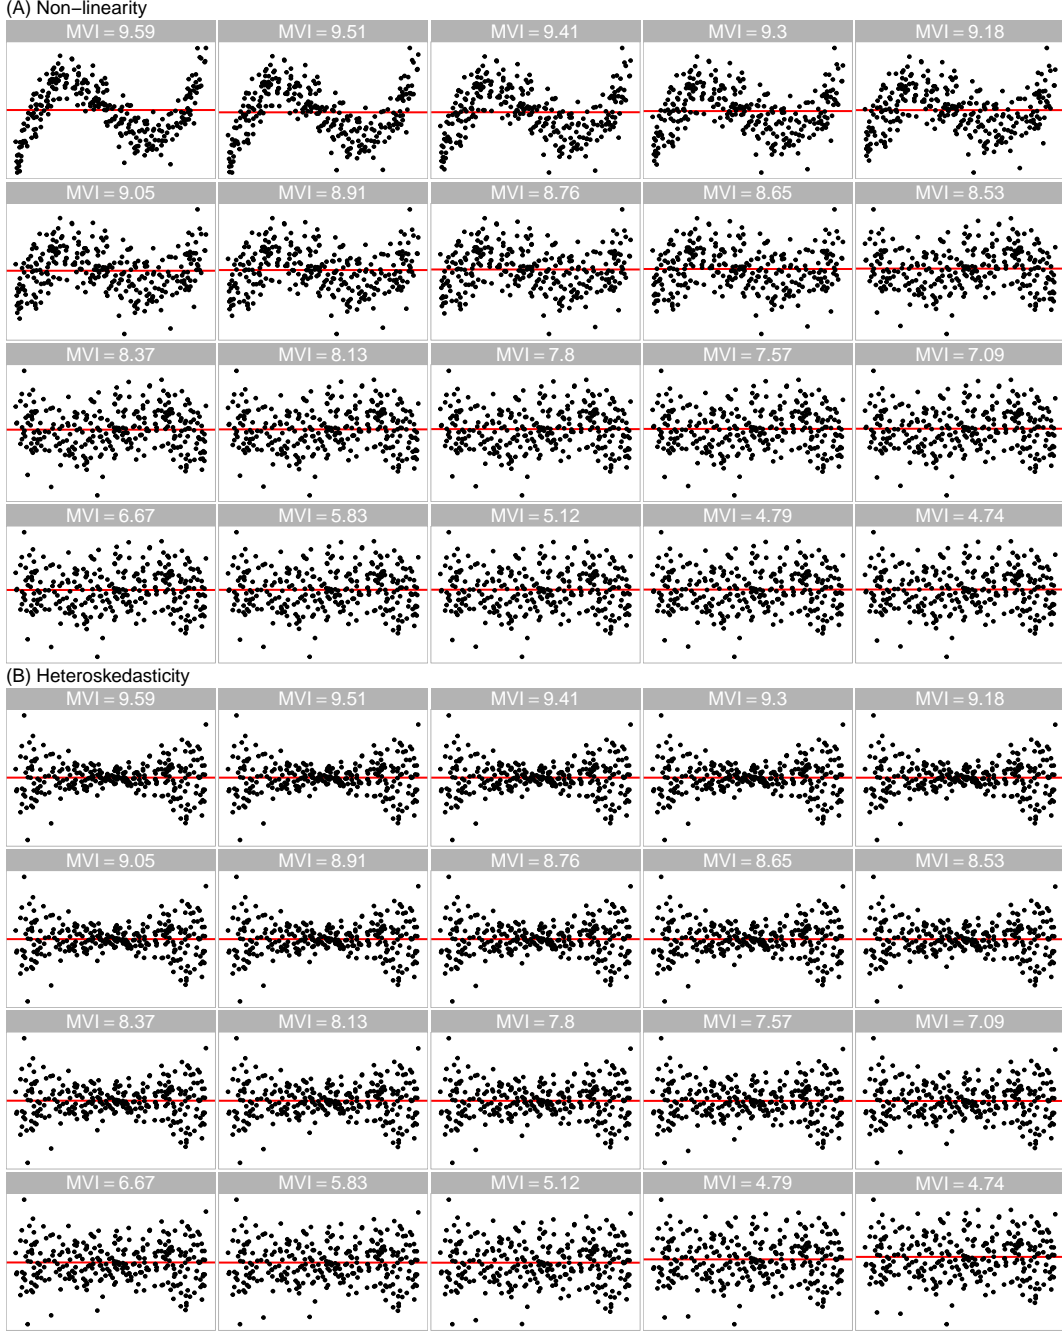 (A) Non−linearity
MVI = 9.59 MVI = 9.51 MVI = 9.41 MVI = 9.3 MVI = 9.18
MVI = 9.05 MVI = 8.91 MVI = 8.76 MVI = 8.65 MVI = 8.53
MVI = 8.37 MVI = 8.13 MVI = 7.8 MVI = 7.57 MVI = 7.09
MVI = 6.67 MVI = 5.83 MVI = 5.12 MVI = 4.79 MVI = 4.74
(B) Heteroskedasticity
MVI = 9.59 MVI = 9.51 MVI = 9.41 MVI = 9.3 MVI = 9.18
MVI = 9.05 MVI = 8.91 MVI = 8.76 MVI = 8.65 MVI = 8.53
MVI = 8.37 MVI = 8.13 MVI = 7.8 MVI = 7.57 MVI = 7.09
MVI = 6.67 MVI = 5.83 MVI = 5.12 MVI = 4.79 MVI = 4.74